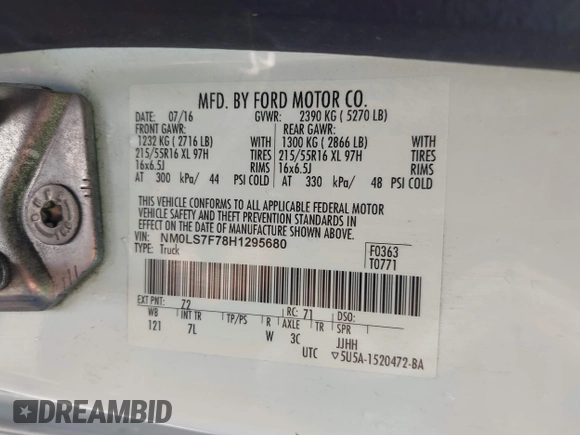 MFD. BY FORD MOTOR CO.
DATE: 07/16 GVWR: 2390 KG ( 5270 LB)
FRONT GAWR: REAR GAWR:
1232 KG ( 2716 LB) WITH 1300 KG ( 2866 LB) WITH
215/55R16 XL 97H TIRES 215/55R16 XL 97H TIRES
16x6.5J RIMS 16x6.5J RIMS
AT 300 kPa/ 44 PSI COLD AT 330 kPa/ 48 PSI COLD
THIS VEHICLE CONFORMS TO ALL APPLICABLE FEDERAL MOTOR
VEHICLE SAFETY AND THEFT PREVENTION STANDARDS IN
EFFECT ON THE DATE OF MANUFACTURE SHOWN ABOVE.
VIN: NM0LS7F78H1295680 F0363
TYPE: Truck T0771
EXT PNT: 72 RC: 71 DSO:
WB INT TR TP/PS R AXLE TR SPR
121 7L W 3C JJHH
UTC ▽5U5A-1520472-BA
DREAMBID